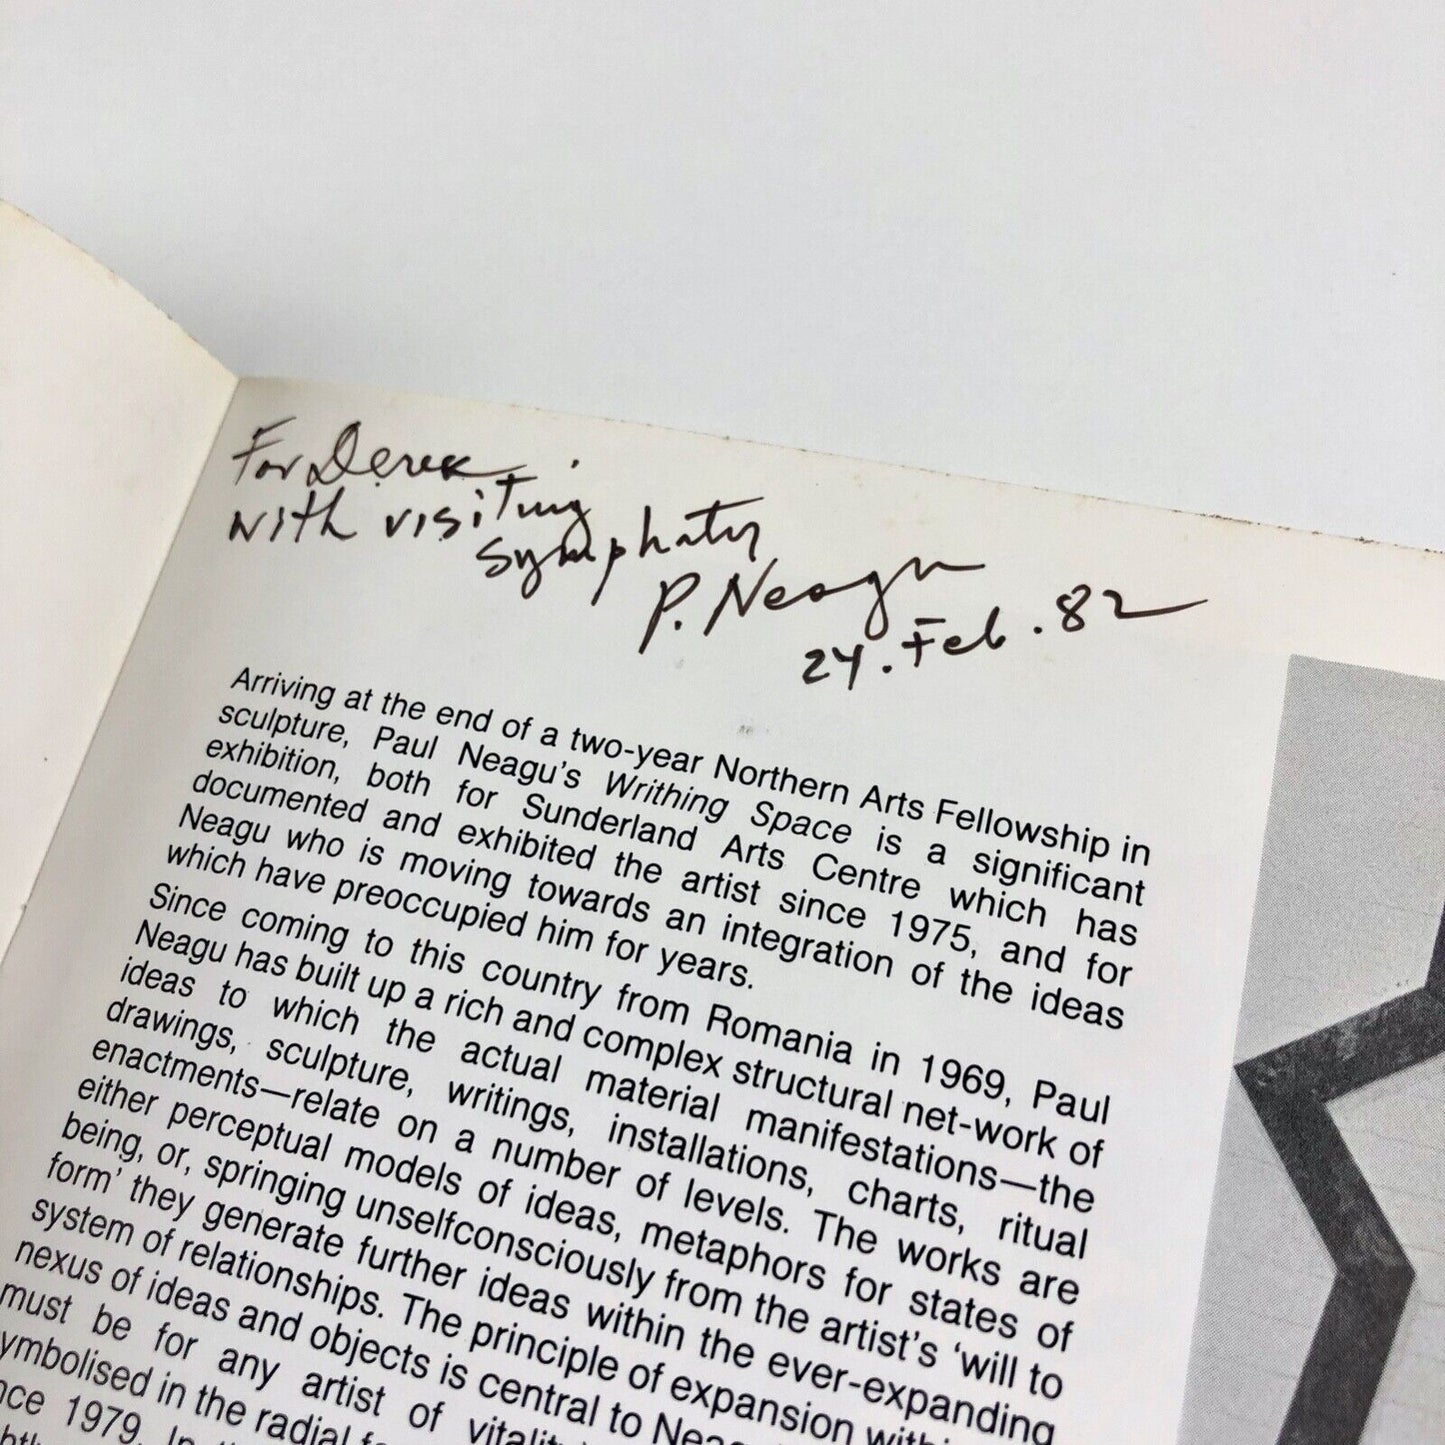 For Derek
with visiting
symphaty
P. Neagu
24. Feb. 82
Arriving at the end of a two-year Northern Arts Fellowship in
sculpture, Paul Neagu's Writhing Space is a significant
exhibition, both for Sunderland Arts Centre which has
documented and exhibited the artist since 1975, and for
Neagu who is moving towards an integration of the ideas
which have preoccupied him for years.
Since coming to this country from Romania in 1969, Paul
Neagu has built up a rich and complex structural net-work of
ideas to which the actual material manifestations—the
drawings, sculpture, writings, installations, charts, ritual
enactments—relate on a number of levels. The works are
either perceptual models of ideas, metaphors for states of
being, or, springing unselfconsciously from the artist's 'will to
form' they generate further ideas within the ever-expanding
system of relationships. The principle of expansion within
nexus of ideas and objects is central to
must be for any artist of
ymbolised in the radial
nce 1979.